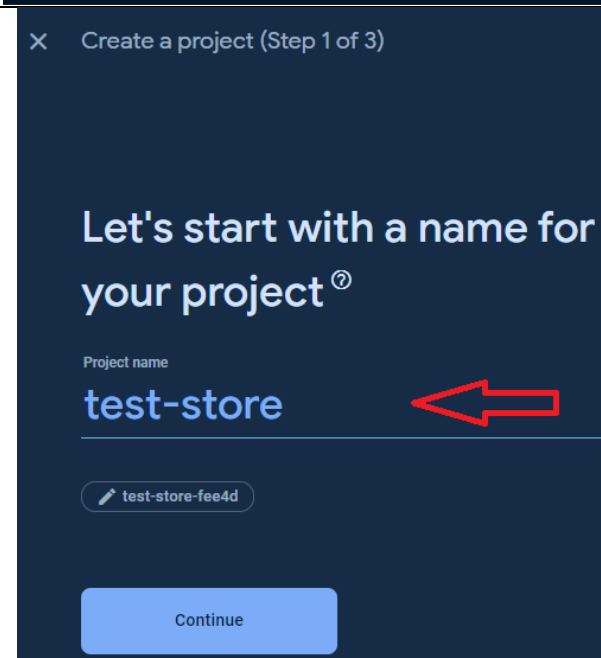 Create a project (Step 1 of 3)
Let's start with a name for
your project
Project name
test-store
test-store-fee4d
Continue